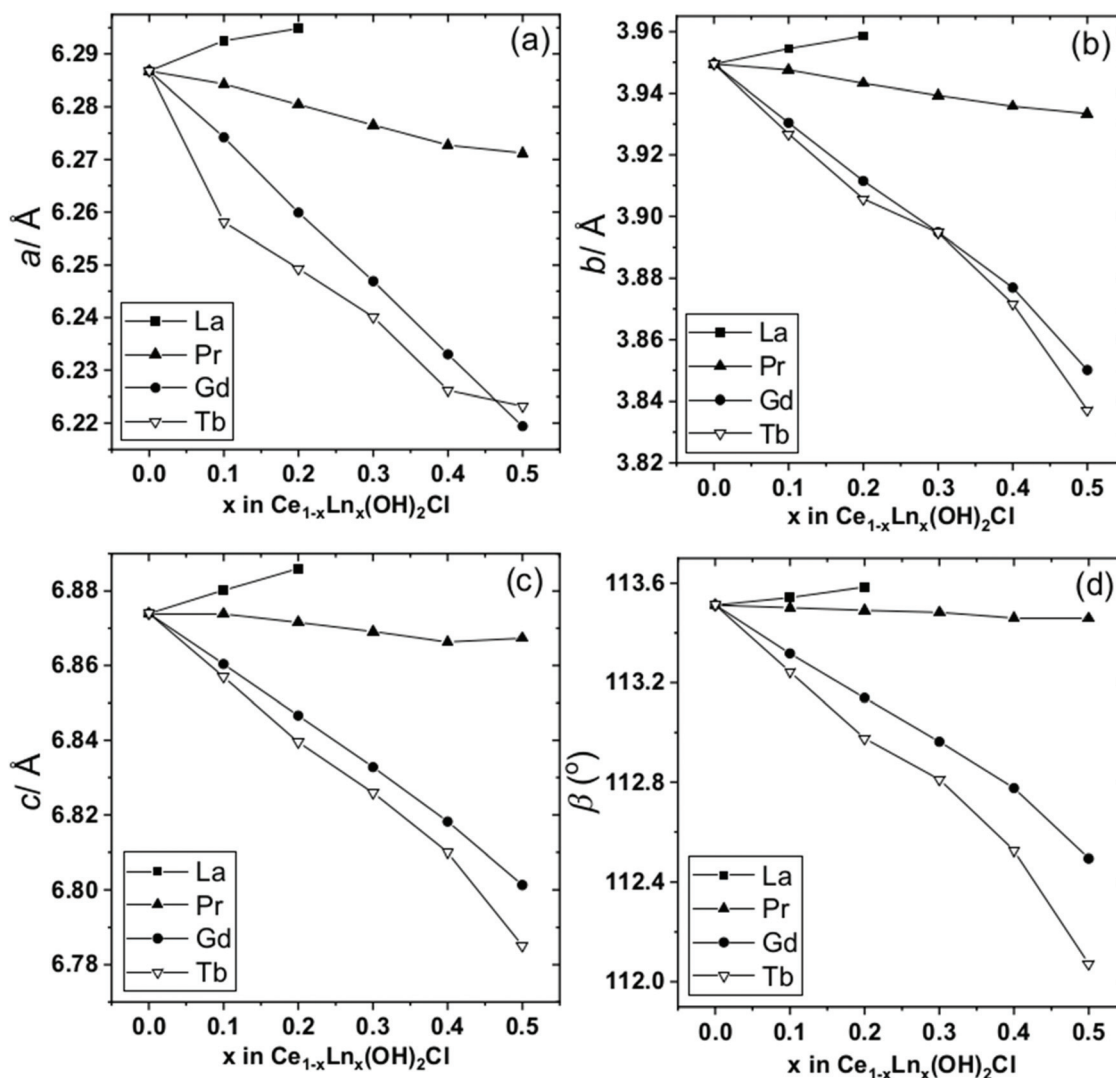 (a)
6.29
6.28
6.27
6.26
6.25
6.24
6.23
6.22
a/ Å
La
Pr
Gd
Tb
0.0 0.1 0.2 0.3 0.4 0.5
x in Ce1-xLnx(OH)2Cl
(b)
3.96
3.94
3.92
3.90
3.88
3.86
3.84
3.82
b/ Å
La
Pr
Gd
Tb
0.0 0.1 0.2 0.3 0.4 0.5
x in Ce1-xLnx(OH)2Cl
(c)
6.88
6.86
6.84
6.82
6.80
6.78
c/ Å
La
Pr
Gd
Tb
0.0 0.1 0.2 0.3 0.4 0.5
x in Ce1-xLnx(OH)2Cl
(d)
113.6
113.2
112.8
112.4
112.0
β (º)
La
Pr
Gd
Tb
0.0 0.1 0.2 0.3 0.4 0.5
x in Ce1-xLnx(OH)2Cl